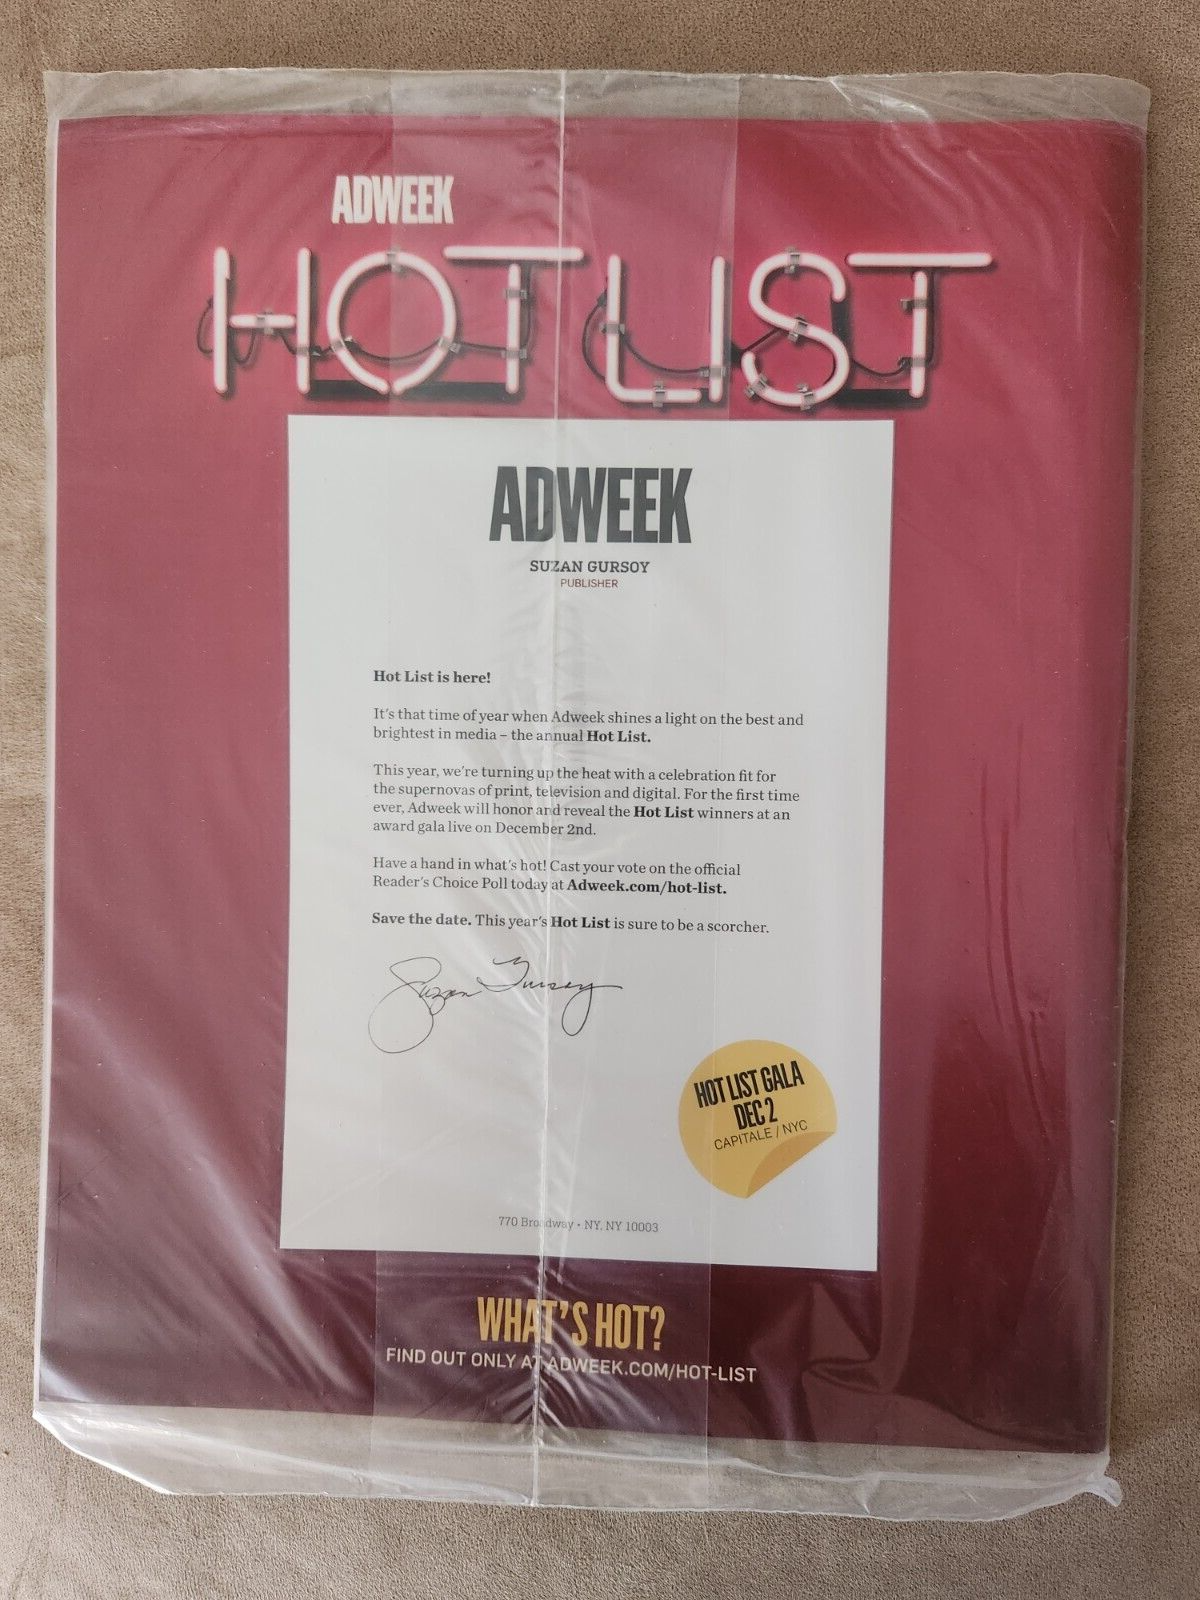 ADWEEK
HOT LIST
ADWEEK
SUZAN GURSOY
PUBLISHER
Hot List is here!
It's that time of year when Adweek shines a light on the best and
brightest in media – the annual Hot List.
This year, we're turning up the heat with a celebration fit for
the supernovas of print, television and digital. For the first time
ever, Adweek will honor and reveal the Hot List winners at an
award gala live on December 2nd.
Have a hand in what's hot! Cast your vote on the official
Reader's Choice Poll today at Adweek.com/hot-list.
Save the date. This year's Hot List is sure to be a scorcher.
Suzan Gursoy
HOT LIST GALA
DEC 2
CAPITALE / NYC
770 Broadway • NY, NY 10003
WHAT'S HOT?
FIND OUT ONLY AT ADWEEK.COM/HOT-LIST